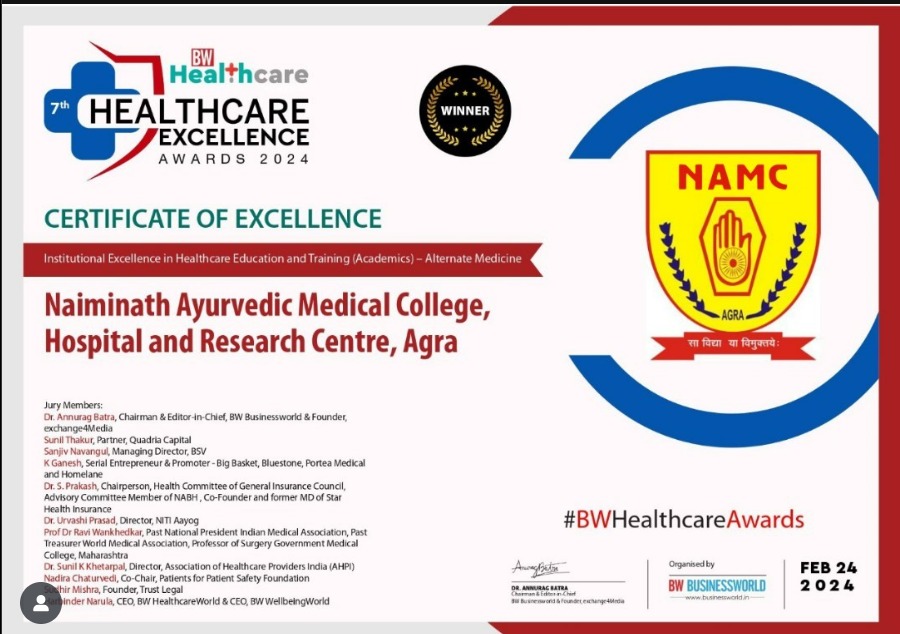 BW
Healthcare
7th HEALTHCARE
EXCELLENCE
AWARDS 2024
WINNER
NAMC
AGRA
सा विद्या या विमुक्तये:
CERTIFICATE OF EXCELLENCE
Institutional Excellence in Healthcare Education and Training (Academics) – Alternate Medicine
Naiminath Ayurvedic Medical College,
Hospital and Research Centre, Agra
Jury Members:
Dr. Annurag Batra, Chairman & Editor-in-Chief, BW Businessworld & Founder,
exchange4Media
Sunil Thakur, Partner, Quadria Capital
Sanjiv Navangul, Managing Director, BSV
K Ganesh, Serial Entrepreneur & Promoter - Big Basket, Bluestone, Portea Medical
and Homelane
Dr. S. Prakash, Chairperson, Health Committee of General Insurance Council,
Advisory Committee Member of NABH , Co-Founder and former MD of Star
Health Insurance
Dr. Urvashi Prasad, Director, NITI Aayog
Prof Dr Ravi Wankhedkar, Past National President Indian Medical Association, Past
Treasurer World Medical Association, Professor of Surgery Government Medical
College, Maharashtra
Dr. Sunil K Khetarpal, Director, Association of Healthcare Providers India (AHPI)
Nadira Chaturvedi, Co-Chair, Patients for Patient Safety Foundation
Mishra, Founder, Trust Legal
Narula, CEO, BW HealthcareWorld & CEO, BW WellbeingWorld
#BWHealthcareAwards
Anurag Batra
DR. ANNURAG BATRA
Chairman & Editor-in-Chief
BW Businessworld & Founder, exchange4Media
Organised by
BW BUSINESSWORLD
www.businessworld.in
FEB 24
2024